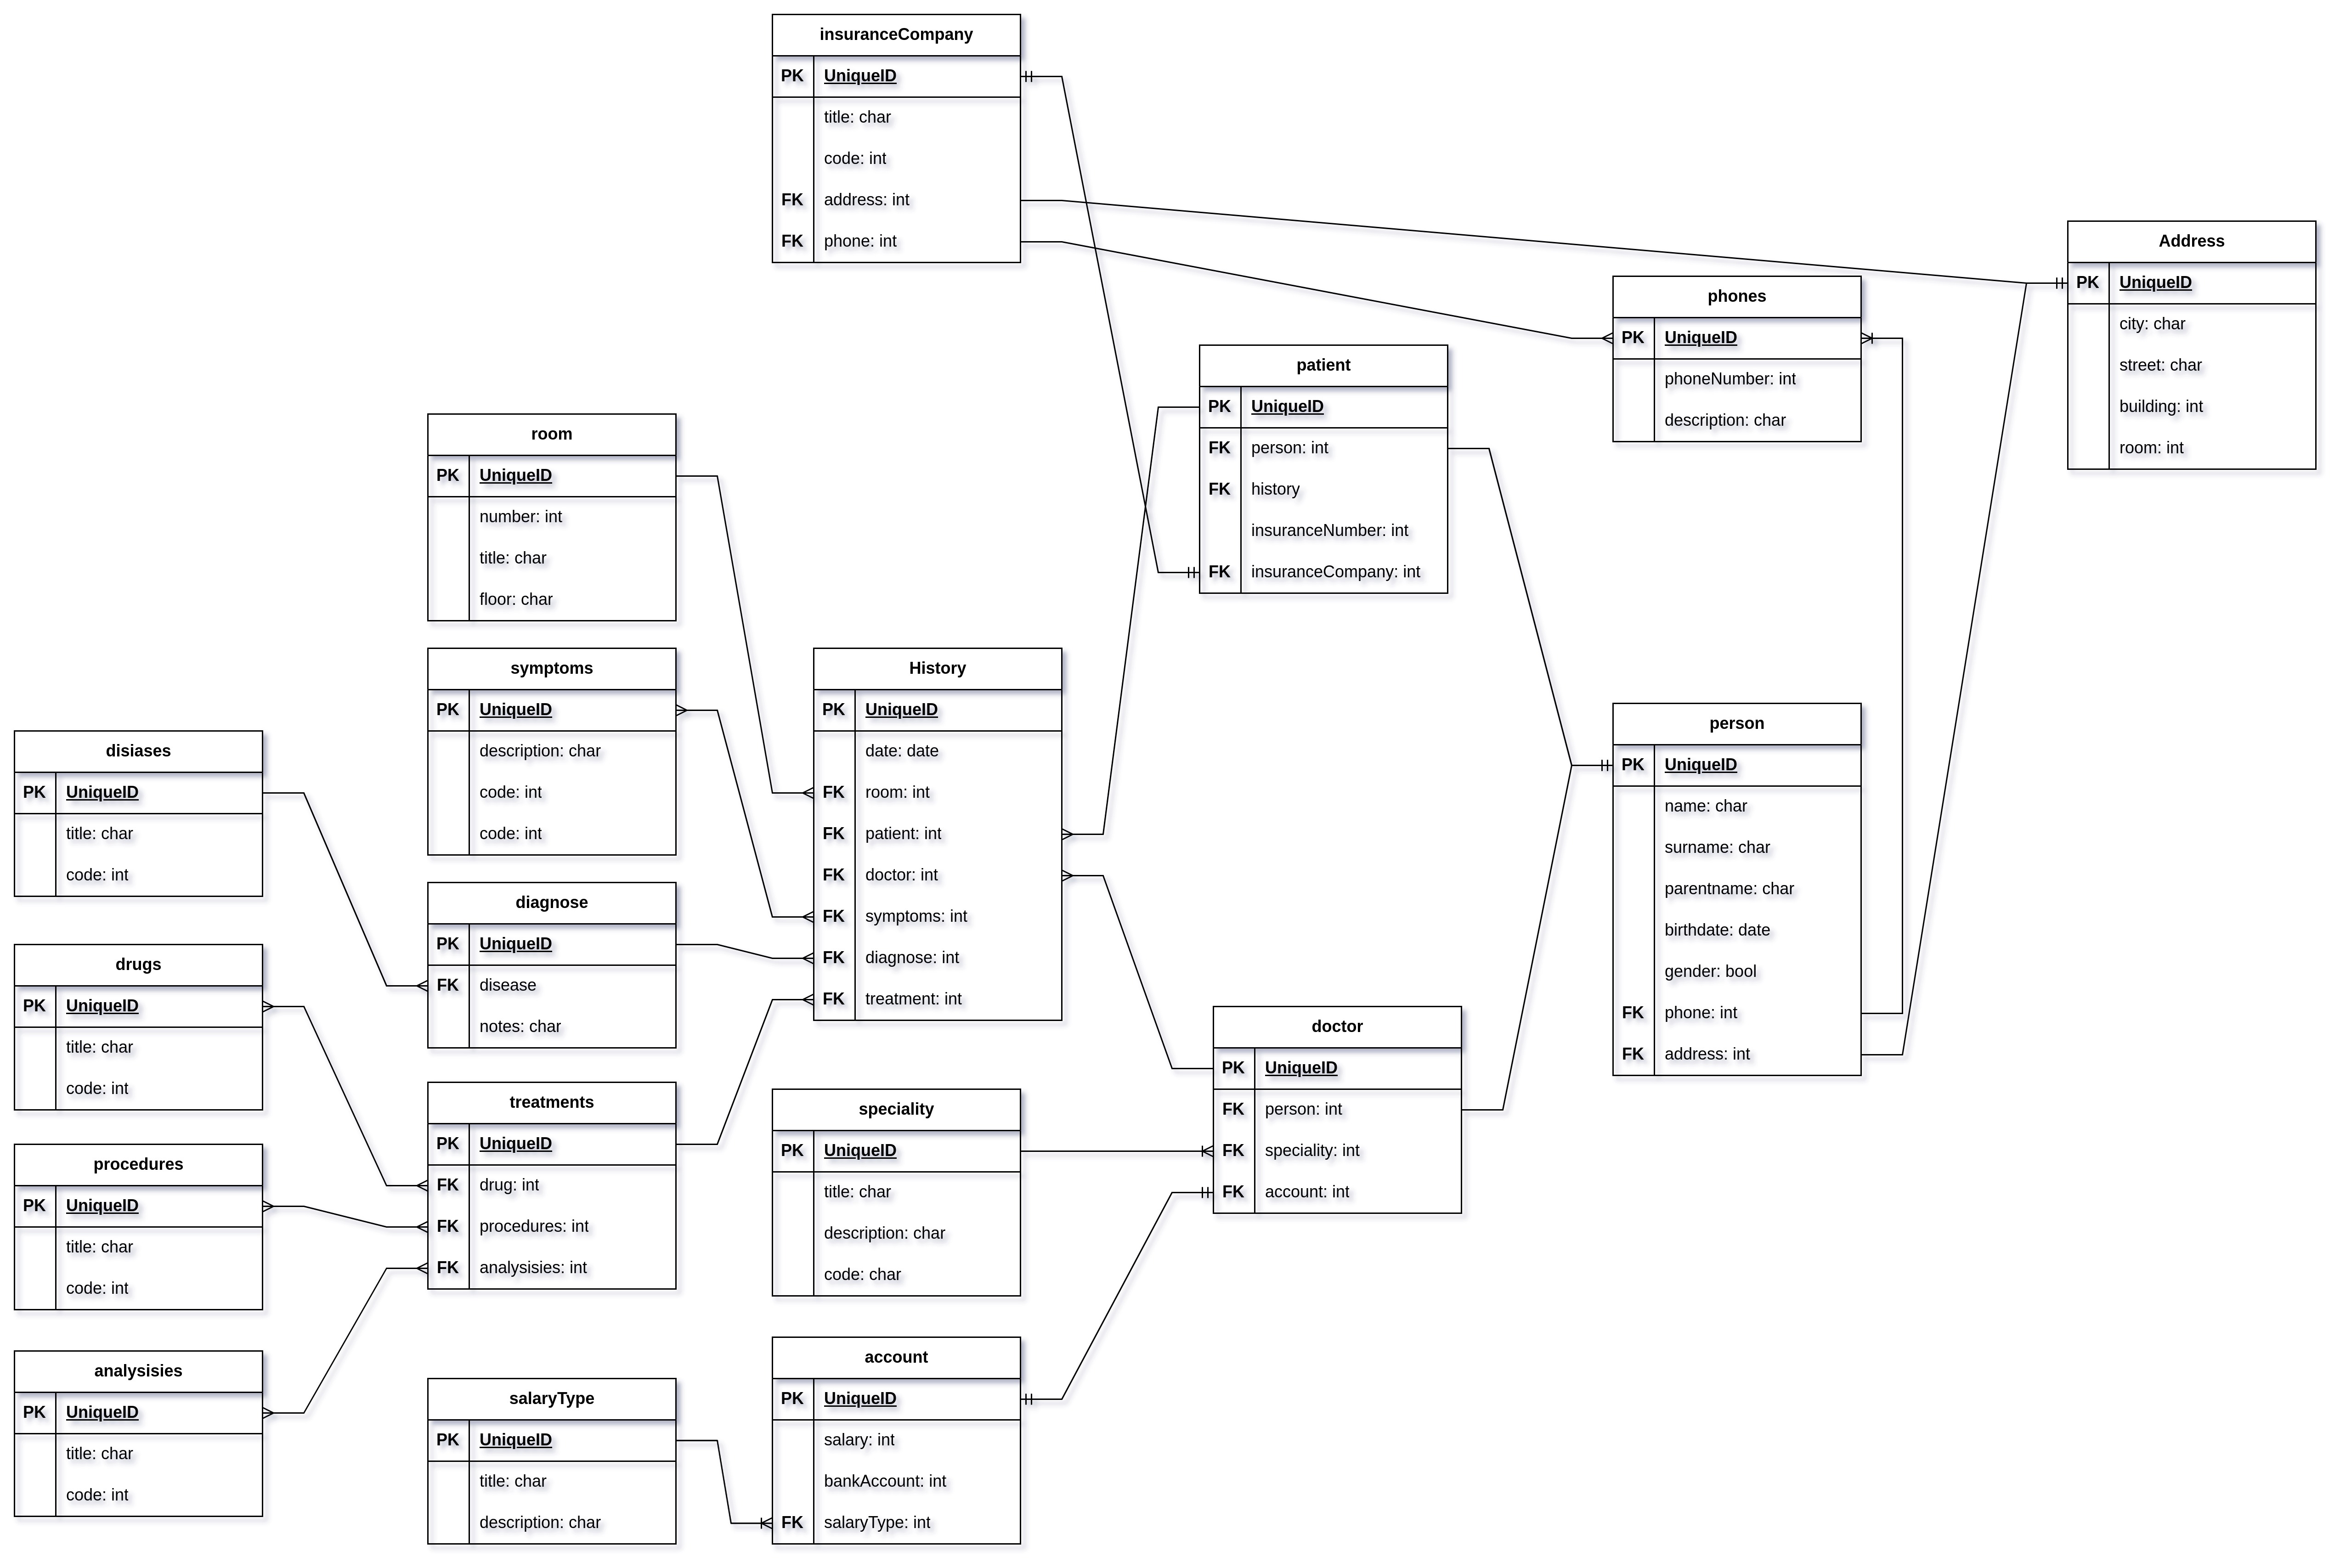 insuranceCompany
PK UniqueID
title: char
code: int
FK address: int
FK phone: int
Address
PK UniqueID
city: char
street: char
building: int
room: int
phones
PK UniqueID
phoneNumber: int
description: char
patient
PK UniqueID
FK person: int
FK history
insuranceNumber: int
FK insuranceCompany: int
room
PK UniqueID
number: int
title: char
floor: char
symptoms
PK UniqueID
description: char
code: int
code: int
History
PK UniqueID
date: date
FK room: int
FK patient: int
FK doctor: int
FK symptoms: int
FK diagnose: int
FK treatment: int
person
PK UniqueID
name: char
surname: char
parentname: char
birthdate: date
gender: bool
FK phone: int
FK address: int
disiases
PK UniqueID
title: char
code: int
diagnose
PK UniqueID
FK disease
notes: char
drugs
PK UniqueID
title: char
code: int
doctor
PK UniqueID
FK person: int
FK speciality: int
FK account: int
treatments
PK UniqueID
FK drug: int
FK procedures: int
FK analysisies: int
speciality
PK UniqueID
title: char
description: char
code: char
procedures
PK UniqueID
title: char
code: int
analysisies
PK UniqueID
title: char
code: int
salaryType
PK UniqueID
title: char
description: char
account
PK UniqueID
salary: int
bankAccount: int
FK salaryType: int